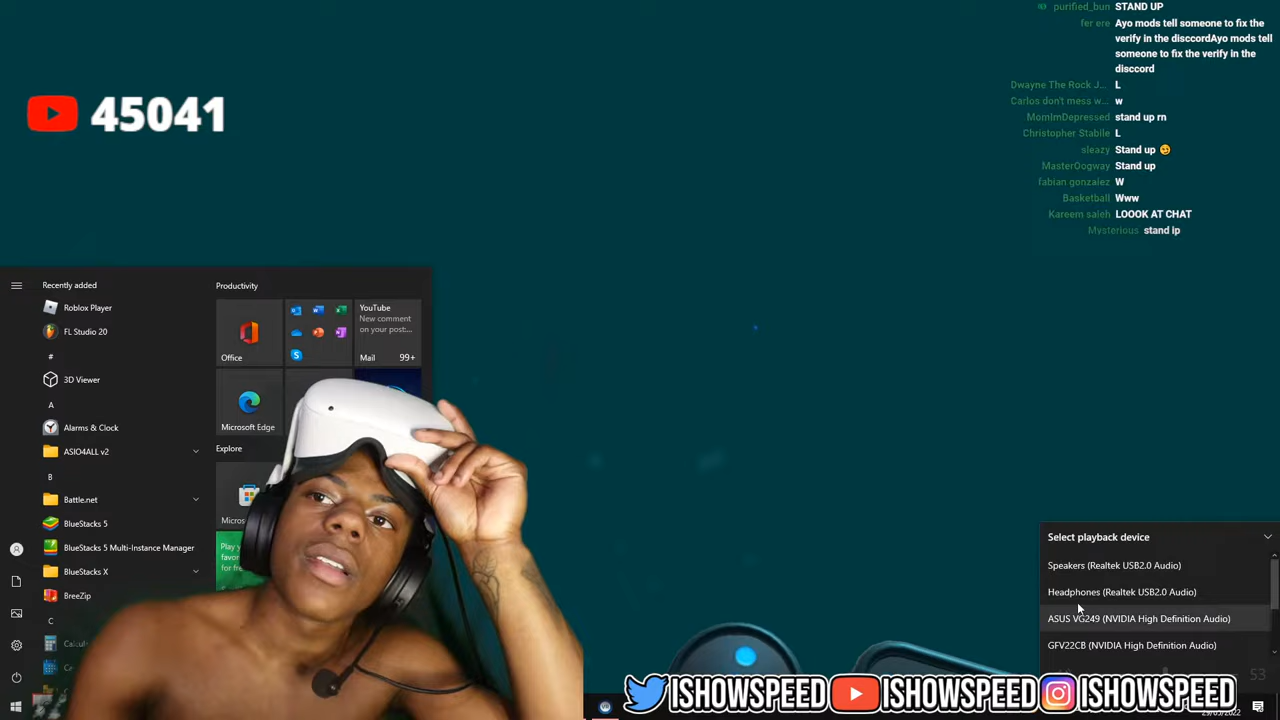 purified_bun STAND UP
fer ere Ayo mods tell someone to fix the
verify in the disccordAyo mods tell
someone to fix the verify in the
disccord
Dwayne The Rock J... L
Carlos don't mess w... w
MomImDepressed stand up rn
Christopher Stabile L
sleazy Stand up 😏
MasterOogway Stand up
fabian gonzalez W
Basketball Www
Kareem saleh LOOOK AT CHAT
Mysterious stand ip
45041
Recently added
Roblox Player
FL Studio 20
#
3D Viewer
A
Alarms & Clock
ASIO4ALL v2
B
Battle.net
BlueStacks 5
BlueStacks 5 Multi-Instance Manager
BlueStacks X
BreeZip
C
Productivity
Office
YouTube
New comment
on your post:...
Mail 99+
Microsoft Edge
Explore
Play
Select playback device
Speakers (Realtek USB2.0 Audio)
Headphones (Realtek USB2.0 Audio)
ASUS VG249 (NVIDIA High Definition Audio)
GFV22CB (NVIDIA High Definition Audio)
53
ISHOWSPEED ISHOWSPEED ISHOWSPEED